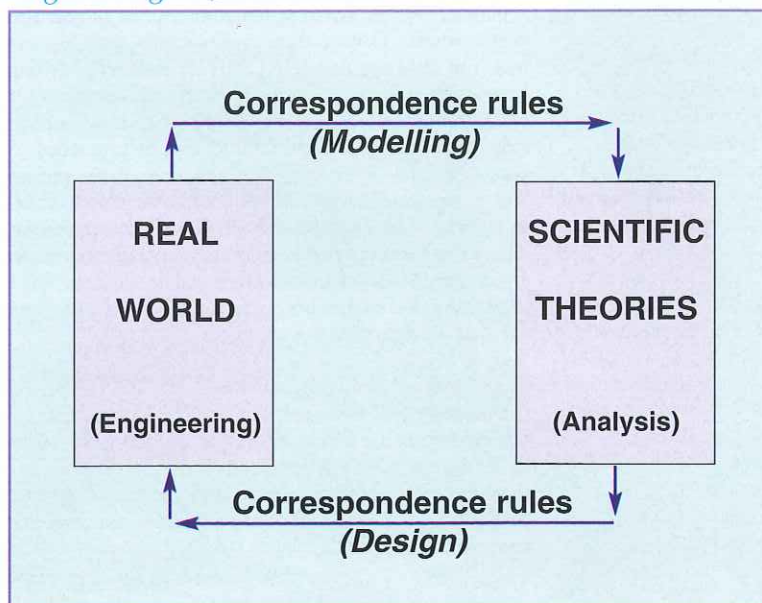 Correspondence rules
(Modelling)
REAL
WORLD
(Engineering)
SCIENTIFIC
THEORIES
(Analysis)
Correspondence rules
(Design)